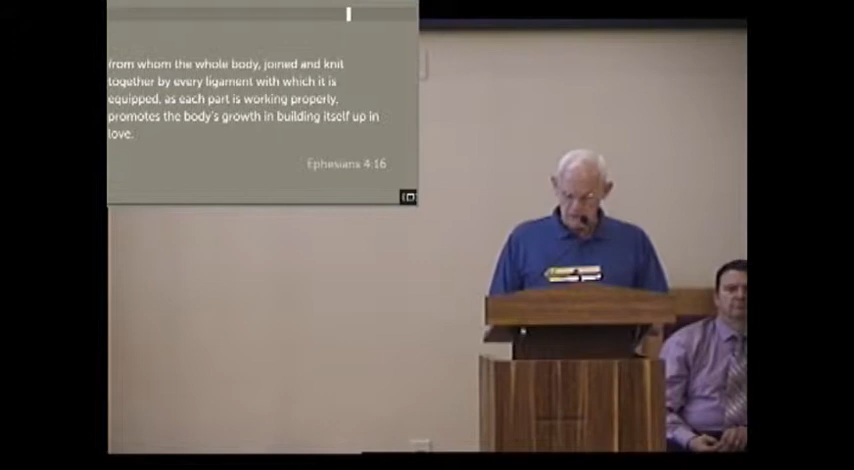 from whom the whole body, joined and knit
together by every ligament with which it is
equipped, as each part is working properly,
promotes the body's growth in building itself up in
love.
Ephesians 4:16